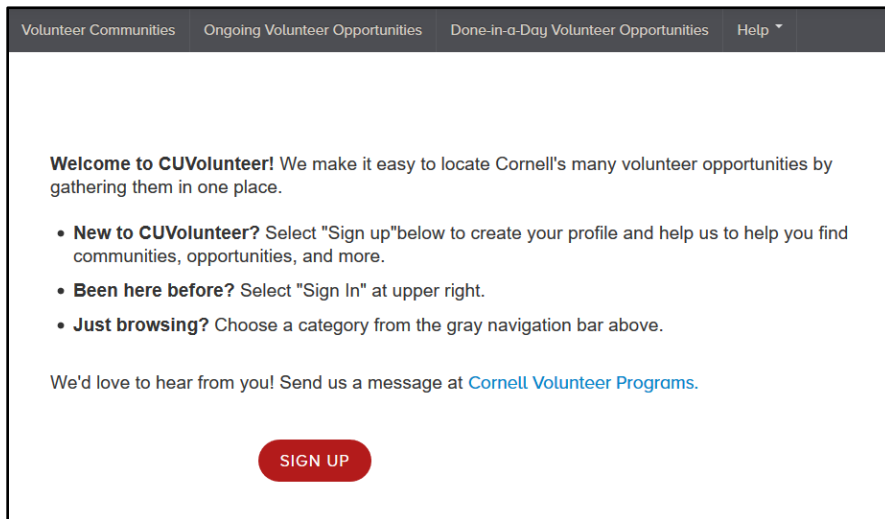 Volunteer Communities Ongoing Volunteer Opportunities Done-in-a-Day Volunteer Opportunities Help
Welcome to CUVolunteer! We make it easy to locate Cornell's many volunteer opportunities by
gathering them in one place.
• New to CUVolunteer? Select "Sign up"below to create your profile and help us to help you find
communities, opportunities, and more.
• Been here before? Select "Sign In" at upper right.
• Just browsing? Choose a category from the gray navigation bar above.
We'd love to hear from you! Send us a message at Cornell Volunteer Programs.
SIGN UP